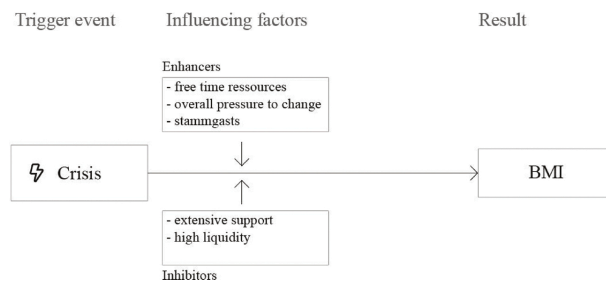 Trigger event
Influencing factors
Result
Enhancers
- free time ressources
- overall pressure to change
- stammgasts
Crisis
BMI
- extensive support
- high liquidity
Inhibitors